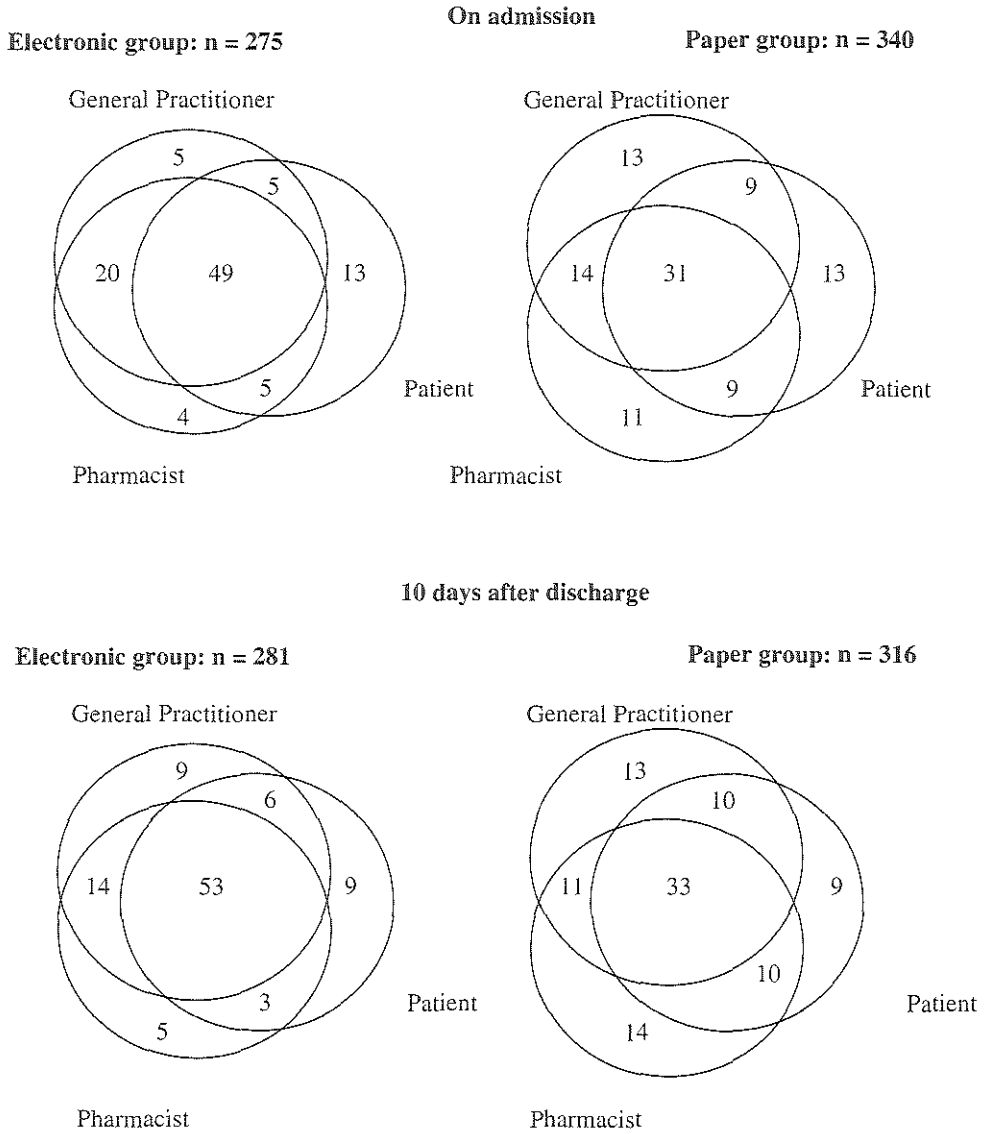 On admission
Electronic group: n = 275
Paper group: n = 340
General Practitioner
General Practitioner
5
5
13
9
20
49
13
14
31
13
5
Patient
9
Patient
4
11
Pharmacist
Pharmacist
10 days after discharge
Electronic group: n = 281
Paper group: n = 316
General Practitioner
General Practitioner
9
6
13
10
14
53
9
11
33
9
3
Patient
10
Patient
5
14
Pharmacist
Pharmacist